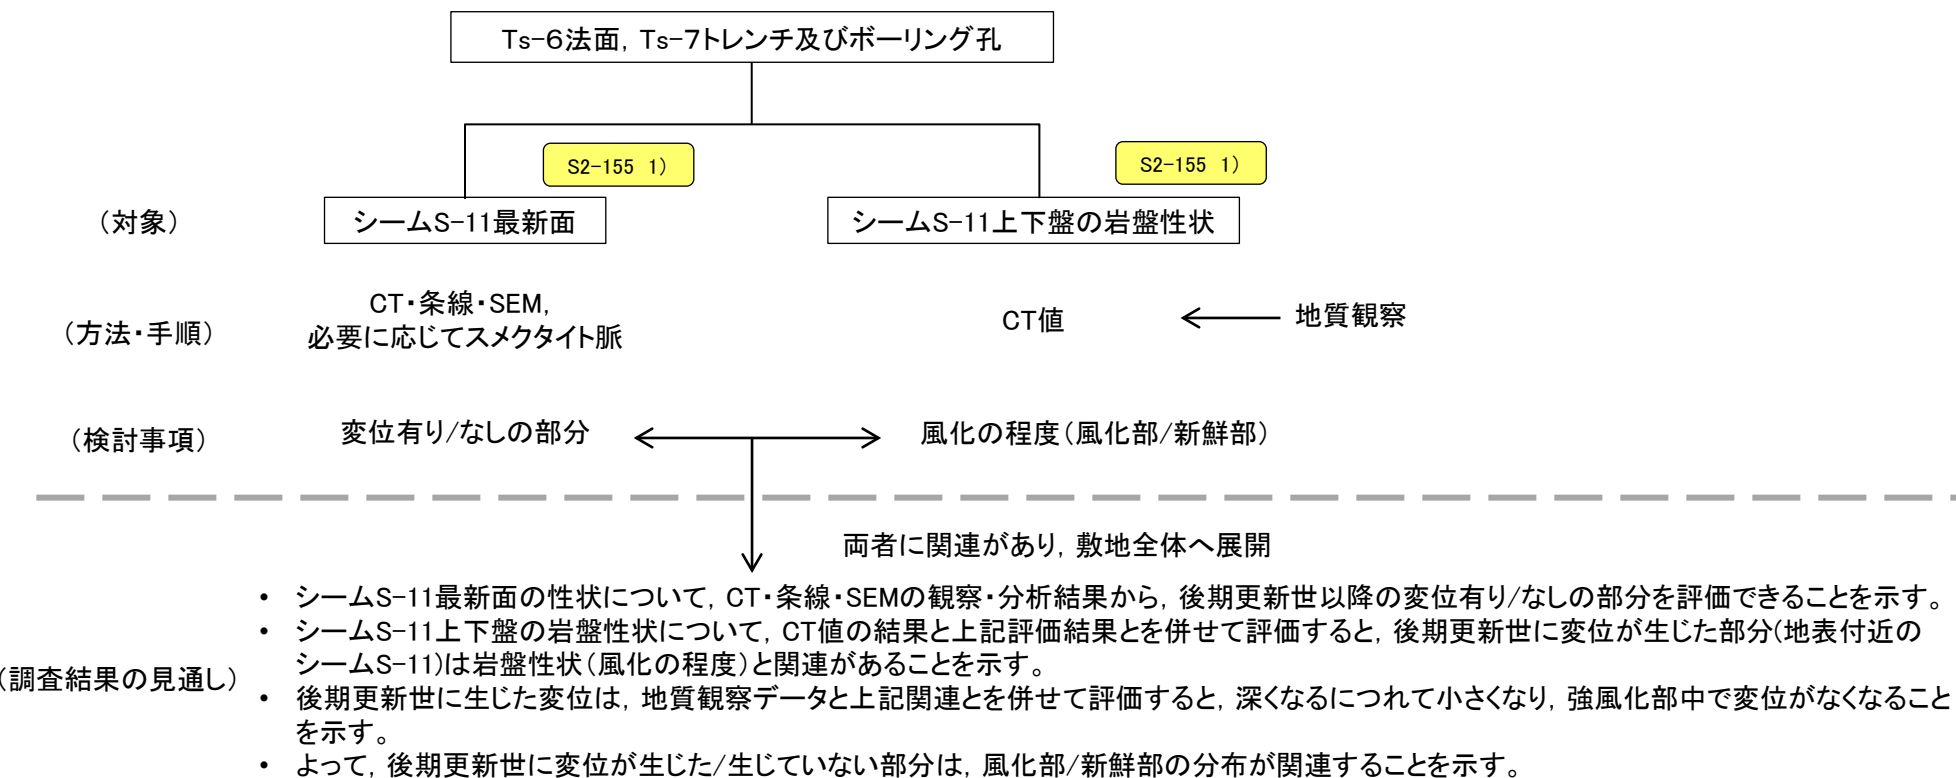 Ts-6法面，Ts-7トレンチ及びボーリング孔
S2-155 1）
S2-155 1）
（対象）
シームS-11最新面
シームS-11上下盤の岩盤性状
（方法・手順）
CT・条線・SEM，
必要に応じてスメクタイト脈
CT値
地質観察
（検討事項）
変位有り/なしの部分
風化の程度（風化部/新鮮部）
両者に関連があり，敷地全体へ展開
（調査結果の見通し）
• シームS-11最新面の性状について，CT・条線・SEMの観察・分析結果から，後期更新世以降の変位有り/なしの部分を評価できることを示す。
• シームS-11上下盤の岩盤性状について，CT値の結果と上記評価結果とを併せて評価すると，後期更新世に変位が生じた部分(地表付近の
シームS-11)は岩盤性状（風化の程度）と関連があることを示す。
• 後期更新世に生じた変位は，地質観察データと上記関連とを併せて評価すると，深くなるにつれて小さくなり，強風化部中で変位がなくなること
を示す。
• よって，後期更新世に変位が生じた/生じていない部分は，風化部/新鮮部の分布が関連することを示す。